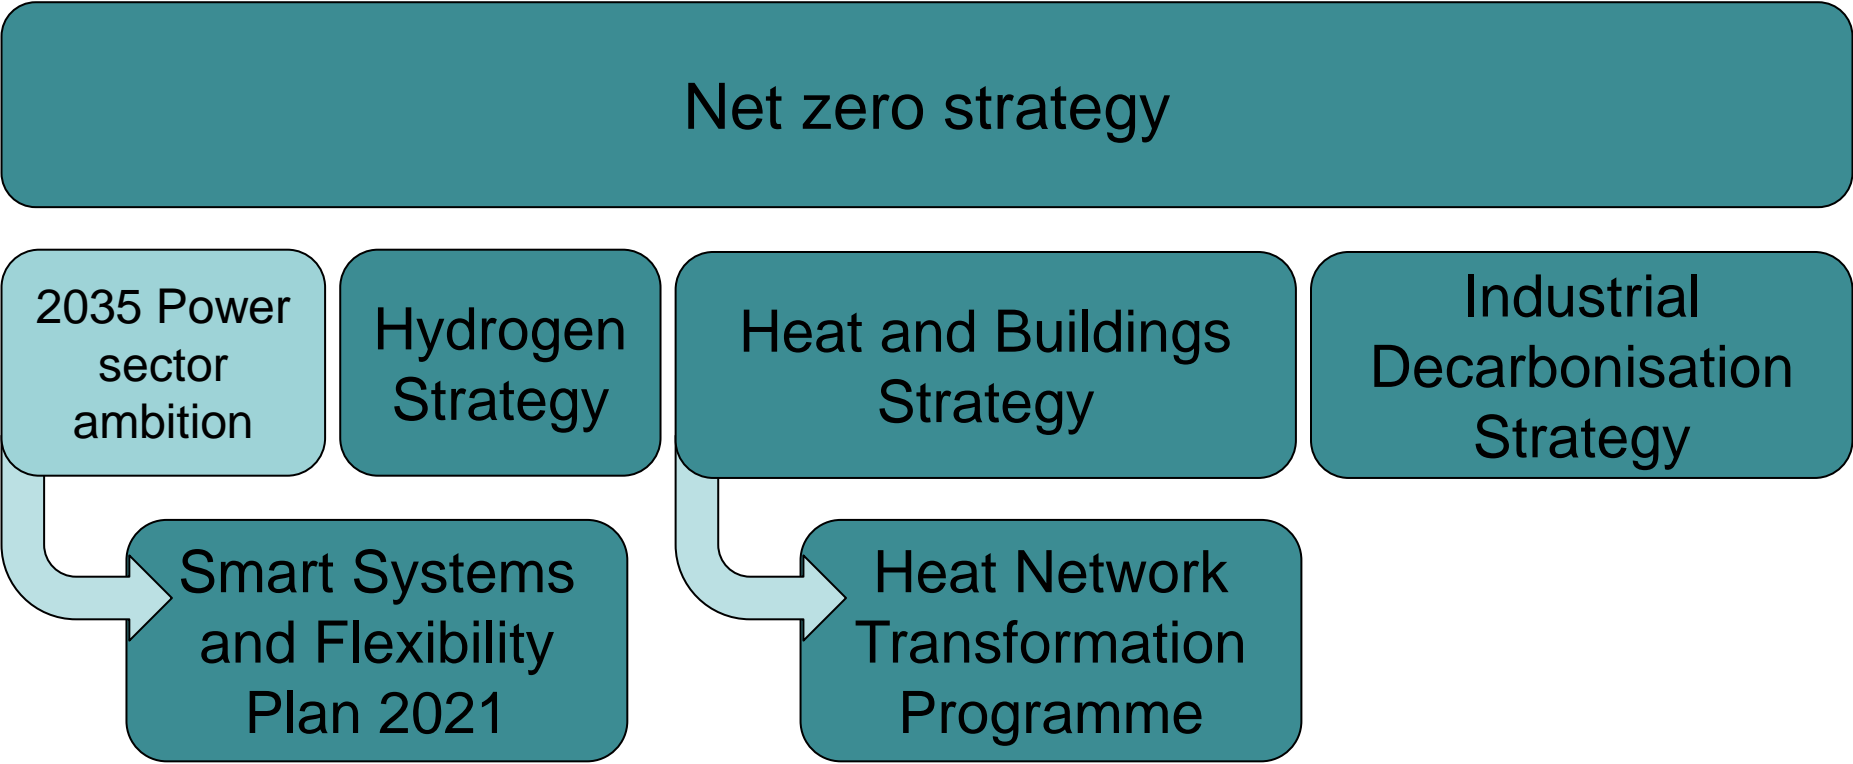 Net zero strategy
2035 Power
sector
ambition
Hydrogen
Strategy
Heat and Buildings
Strategy
Industrial
Decarbonisation
Strategy
Smart Systems
and Flexibility
Plan 2021
Heat Network
Transformation
Programme